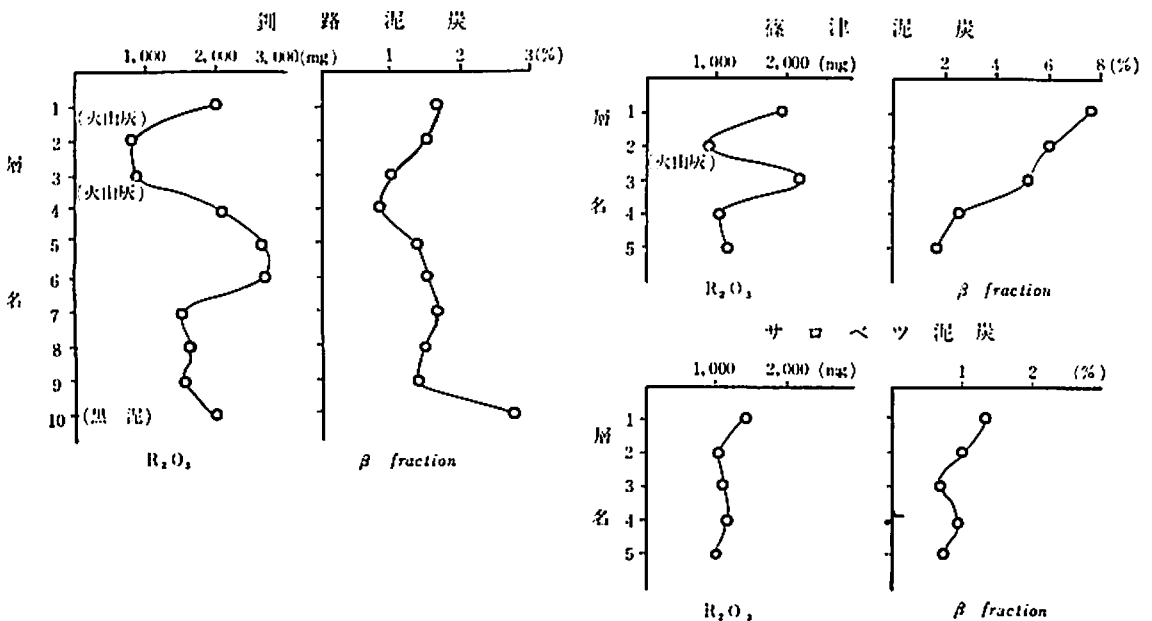 釧路泥炭
1,000 2,000 3,000(mg)
1 2 3(%)
層名
1
(火山灰)
2
3
(火山灰)
4
5
6
7
8
9
10 (黒泥)
R₂O₃
β fraction
篠津泥炭
1,000 2,000 (mg)
2 4 6 8(%)
層名
1
2
(火山灰)
3
4
5
R₂O₃
β fraction
サロベツ泥炭
1,000 2,000 (mg)
1 2 (%)
層名
1
2
3
4
5
R₂O₃
β fraction